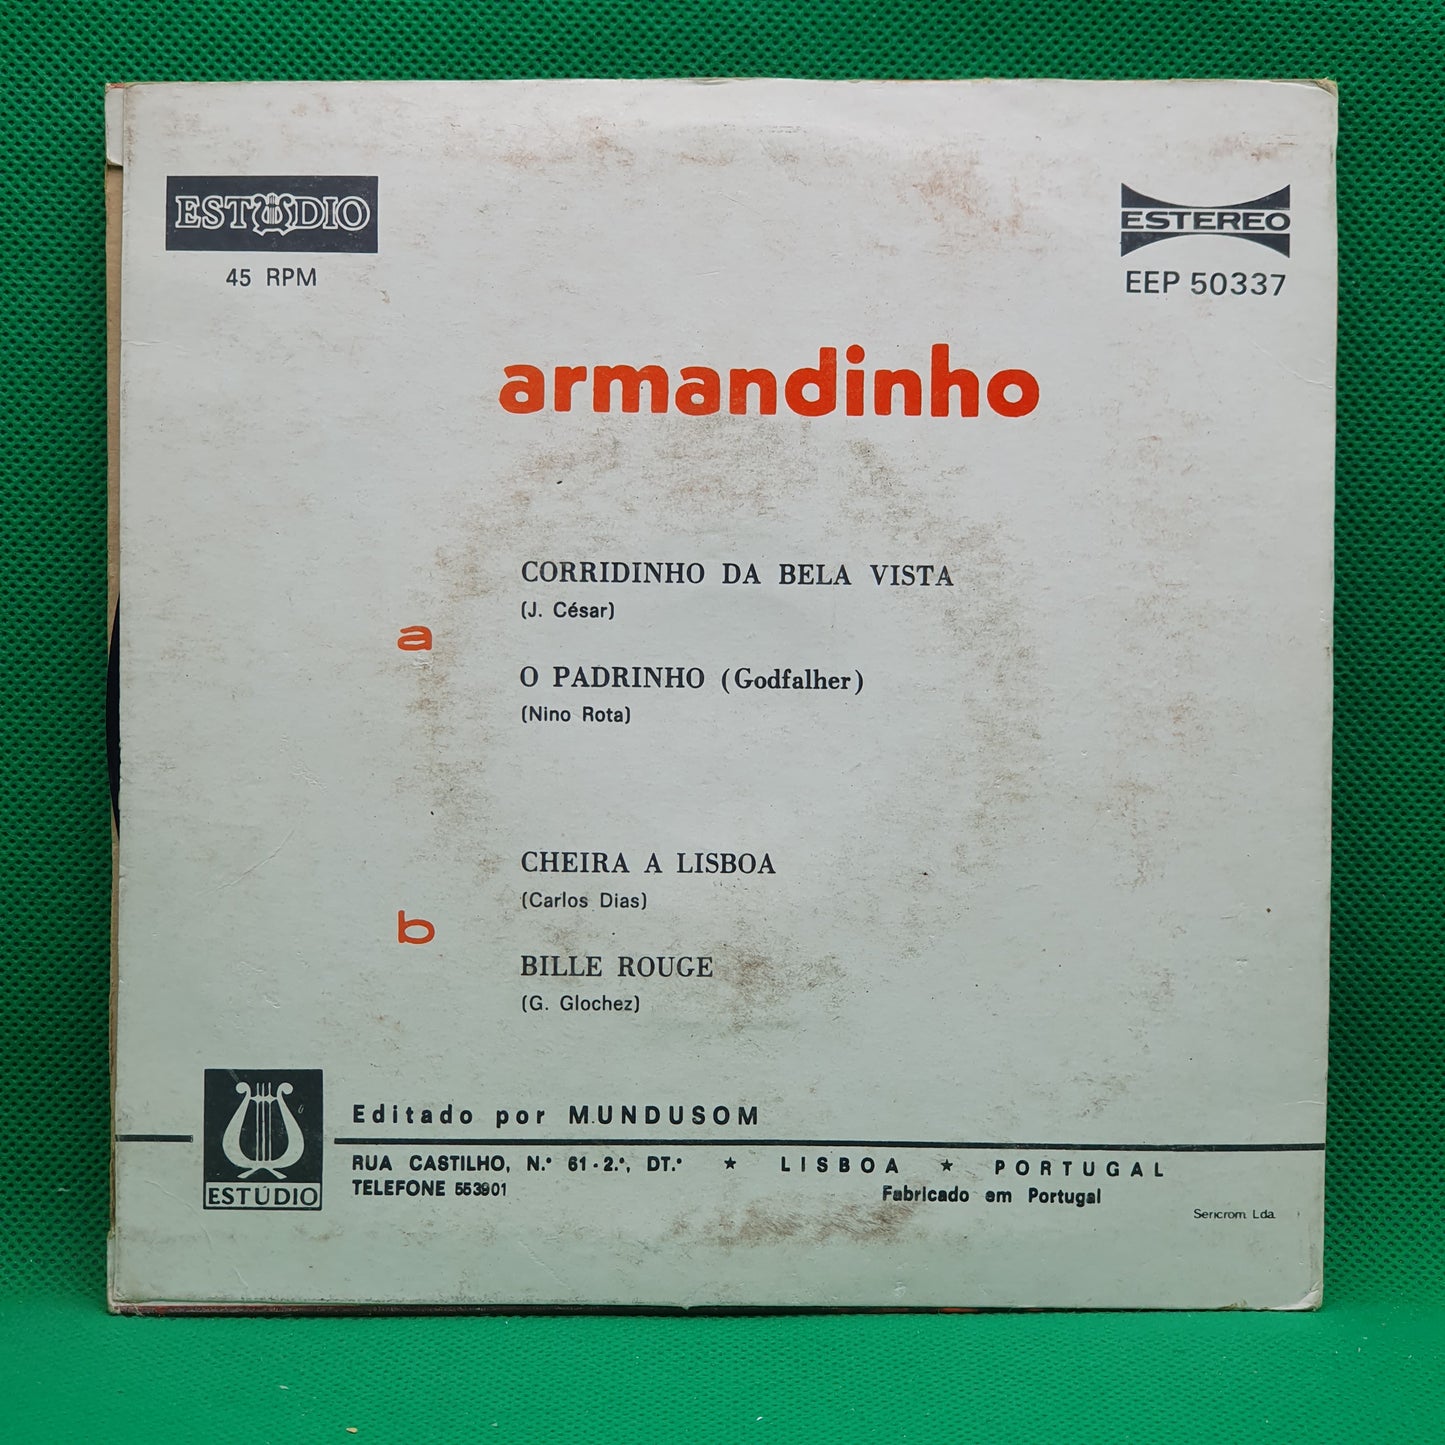 ESTÚDIO
45 RPM
ESTEREO
EEP 50337
armandinho
a
CORRIDINHO DA BELA VISTA
(J. César)
O PADRINHO (Godfalher)
(Nino Rota)
b
CHEIRA A LISBOA
(Carlos Dias)
BILLE ROUGE
(G. Glochez)
ESTÚDIO
Editado por MUNDUSOM
RUA CASTILHO, N.º 61-2.º, DT.º ★ LISBOA ★ PORTUGAL
TELEFONE 553901
Fabricado em Portugal
Sericrom Lda.